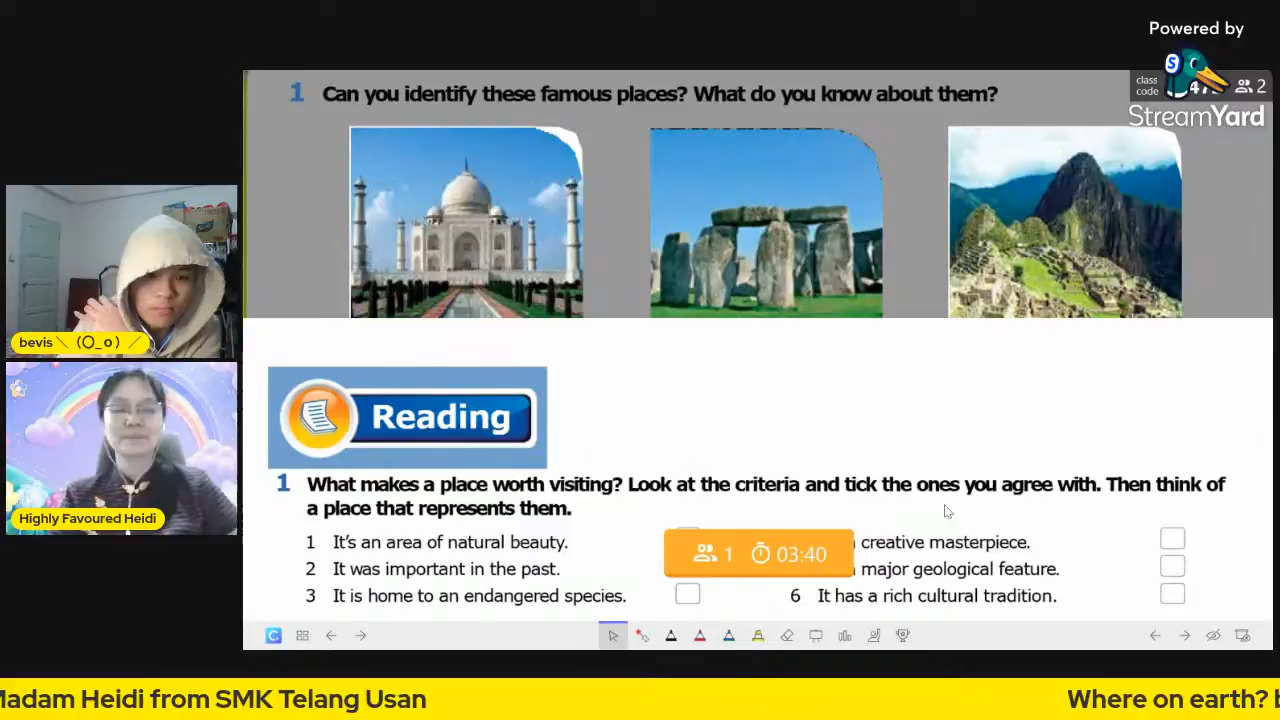 Powered by
StreamYard
class
code
2
1 Can you identify these famous places? What do you know about them?
bevis＼ （〇_ｏ）／
Highly Favoured Heidi
Reading
1 What makes a place worth visiting? Look at the criteria and tick the ones you agree with. Then think of
a place that represents them.
1 It's an area of natural beauty.
2 It was important in the past.
3 It is home to an endangered species.
1 03:40
creative masterpiece.
major geological feature.
6 It has a rich cultural tradition.
Madam Heidi from SMK Telang Usan
Where on earth?